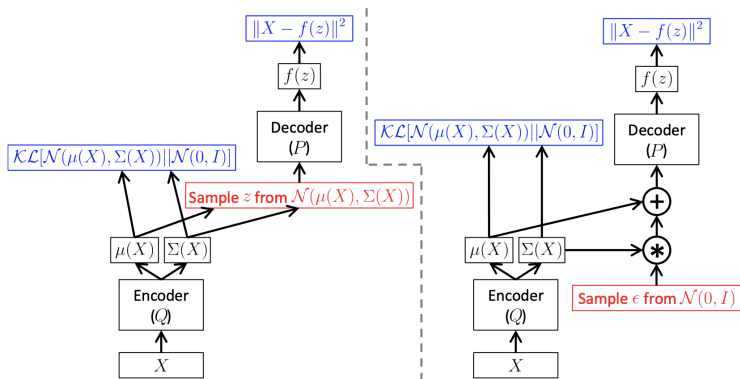 ‖X − f(z)‖²
f(z)
Decoder
(P)
𝒦ℒ[𝒩(μ(X), Σ(X))||𝒩(0, I)]
Sample z from 𝒩(μ(X), Σ(X))
μ(X)
Σ(X)
Encoder
(Q)
X
‖X − f(z)‖²
f(z)
Decoder
(P)
𝒦ℒ[𝒩(μ(X), Σ(X))||𝒩(0, I)]
+
μ(X)
Σ(X)
*
Encoder
(Q)
Sample ϵ from 𝒩(0, I)
X